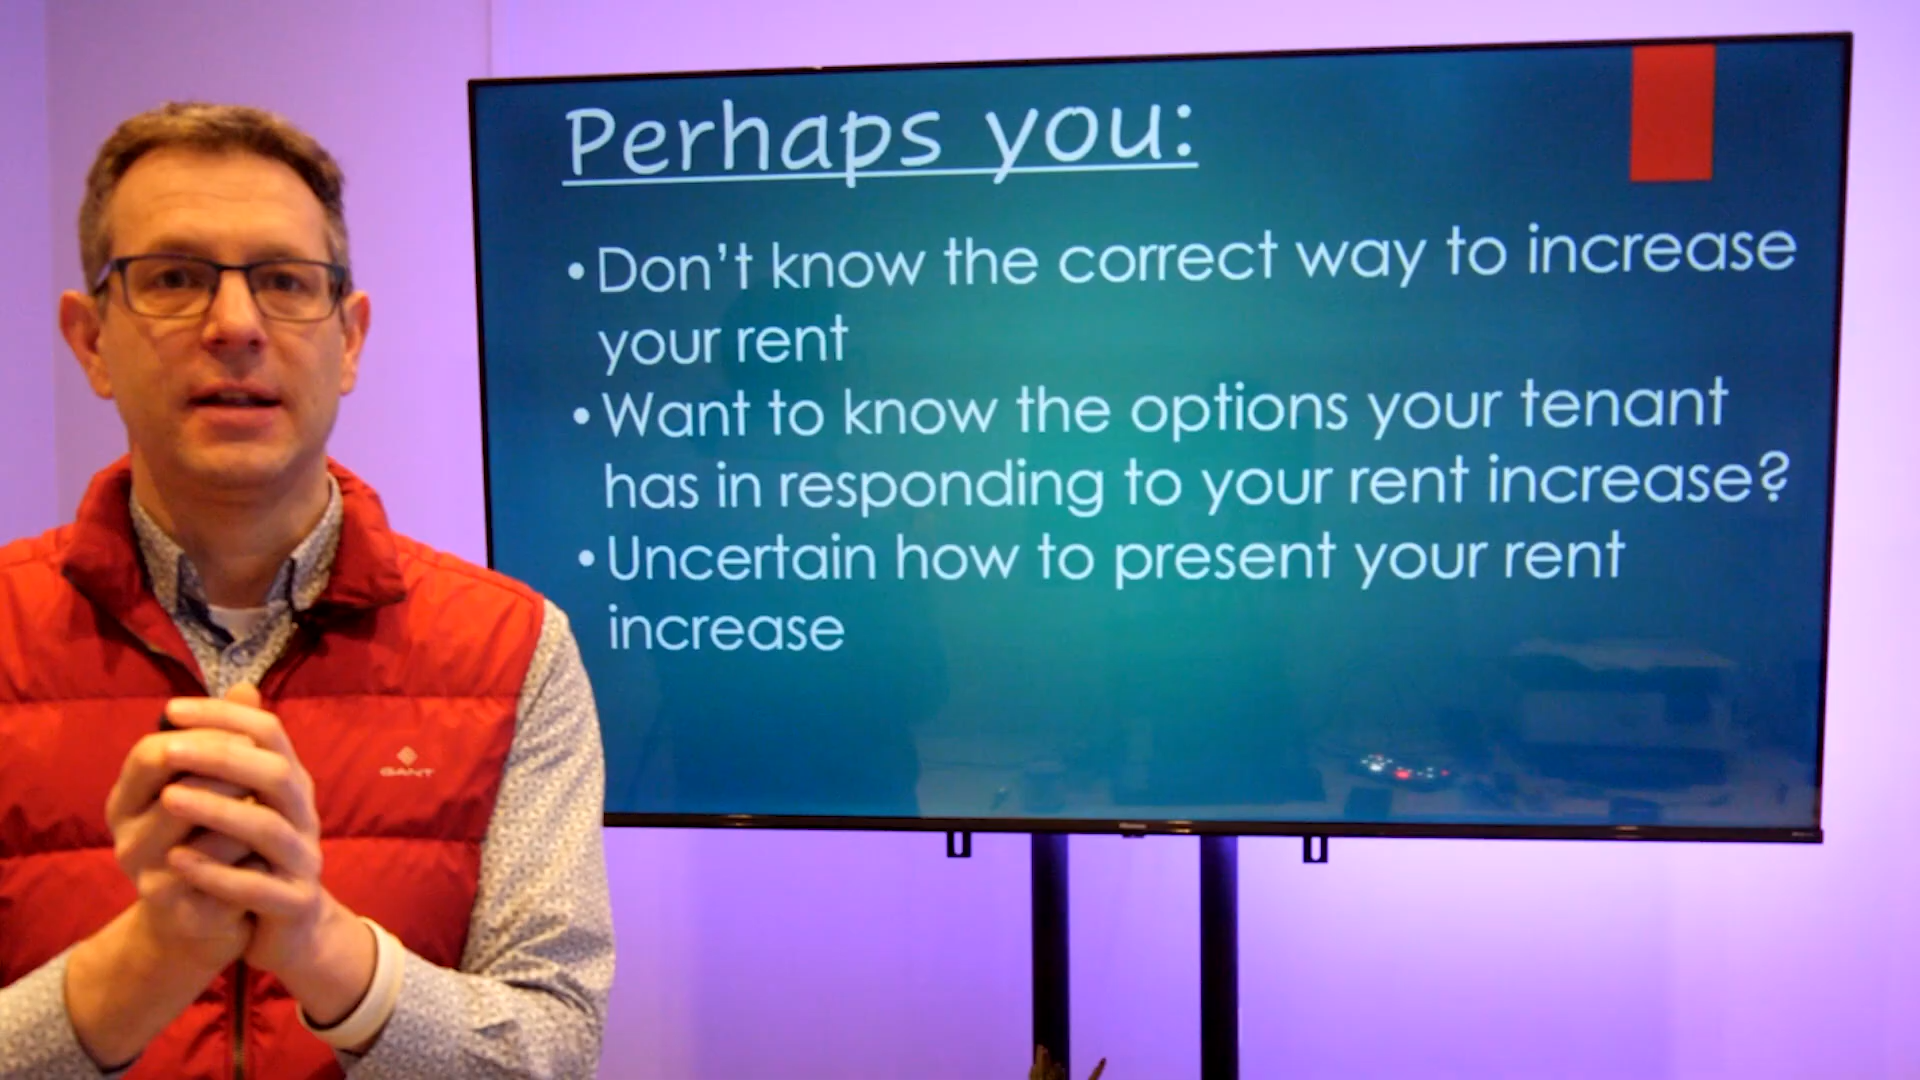 Perhaps you:
• Don't know the correct way to increase
your rent
• Want to know the options your tenant
has in responding to your rent increase?
• Uncertain how to present your rent
increase
GANT